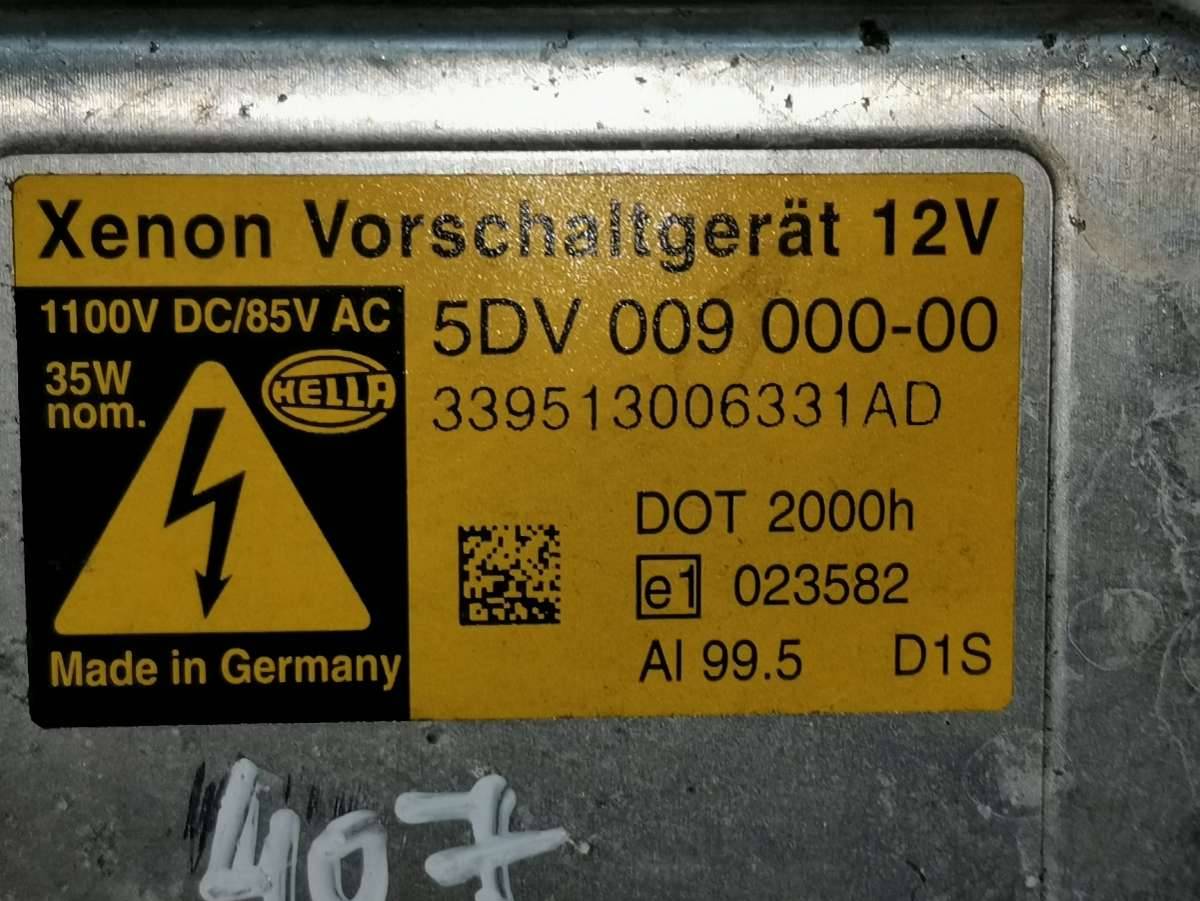 Xenon Vorschaltgerät 12V
1100V DC/85V AC
35W
nom.
HELLA
Made in Germany
5DV 009 000-00
339513006331AD
DOT 2000h
e1 023582
Al 99.5 D1S
407